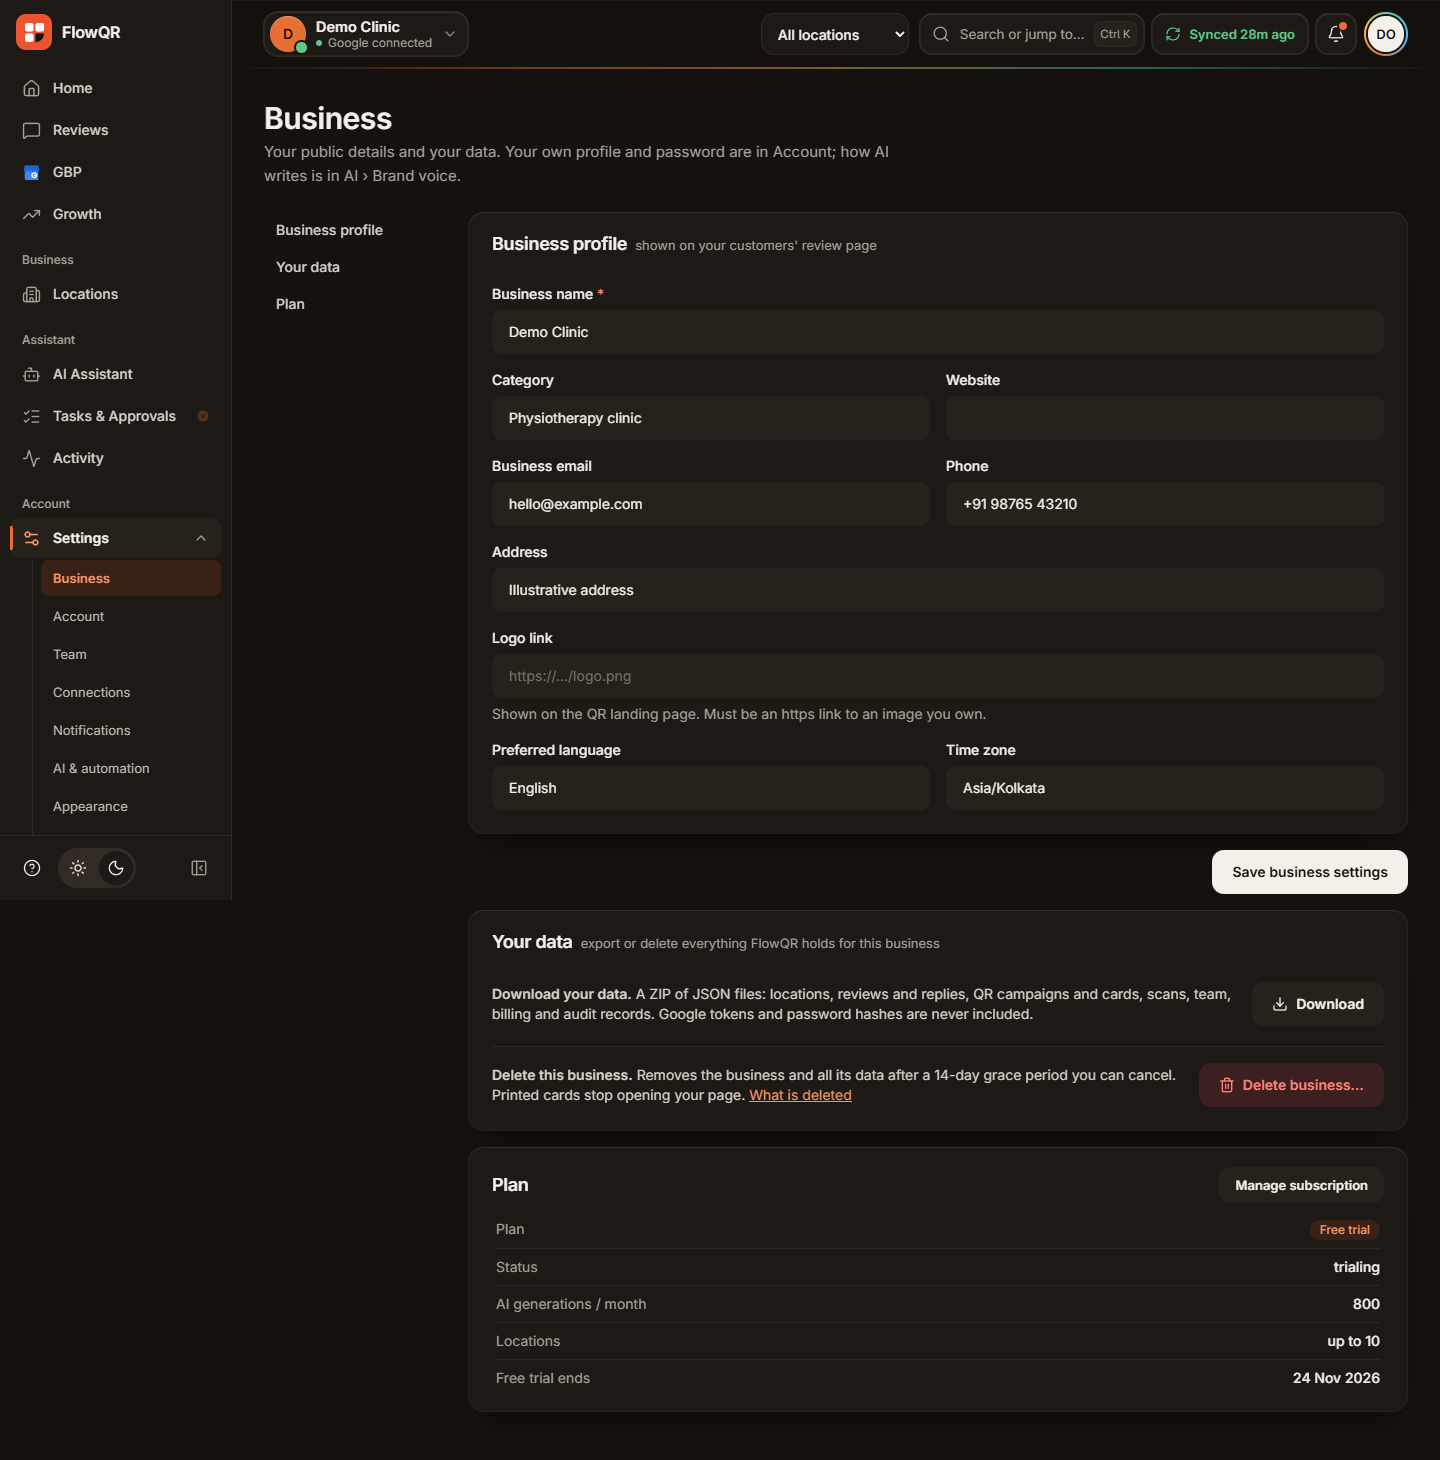 FlowQR
Home
Reviews
GBP
Growth
Business
Locations
Assistant
AI Assistant
Tasks & Approvals
Activity
Account
Settings
Business
Account
Team
Connections
Notifications
AI & automation
Appearance
D
Demo Clinic
Google connected
All locations
Search or jump to...
Ctrl K
Synced 28m ago
DO
Business
Your public details and your data. Your own profile and password are in Account; how AI
writes is in AI › Brand voice.
Business profile
Your data
Plan
Business profile shown on your customers' review page
Business name *
Demo Clinic
Category
Website
Physiotherapy clinic
Business email
Phone
hello@example.com
+91 98765 43210
Address
Illustrative address
Logo link
https://.../logo.png
Shown on the QR landing page. Must be an https link to an image you own.
Preferred language
Time zone
English
Asia/Kolkata
Save business settings
Your data export or delete everything FlowQR holds for this business
Download your data. A ZIP of JSON files: locations, reviews and replies, QR campaigns and cards, scans, team,
billing and audit records. Google tokens and password hashes are never included.
Download
Delete this business. Removes the business and all its data after a 14-day grace period you can cancel.
Printed cards stop opening your page. What is deleted
Delete business...
Plan
Manage subscription
Plan
Free trial
Status
trialing
AI generations / month
800
Locations
up to 10
Free trial ends
24 Nov 2026